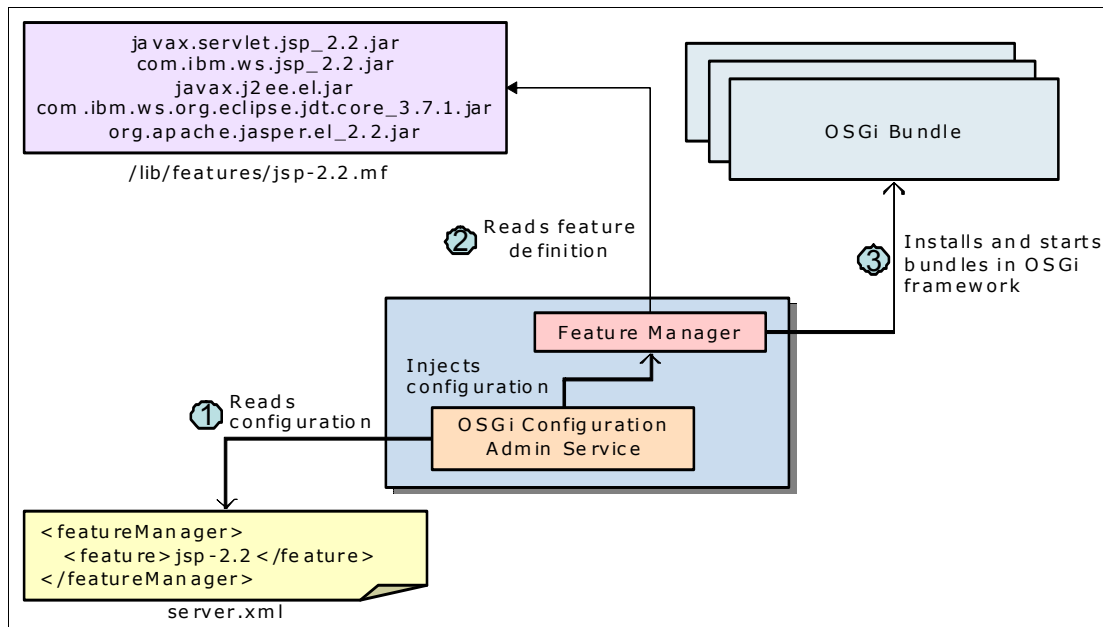 javax.servlet.jsp_2.2.jar
com.ibm.ws.jsp_2.2.jar
javax.j2ee.el.jar
com.ibm.ws.org.eclipse.jdt.core_3.7.1.jar
org.apache.jasper.el_2.2.jar
/lib/features/jsp-2.2.mf
OSGi Bundle
2
Reads feature
definition
3
Installs and starts
bundles in OSGi
framework
Feature Manager
Injects
configuration
1
Reads
configuration
OSGi Configuration
Admin Service
<featureManager>
<feature>jsp-2.2</feature>
</featureManager>
server.xml